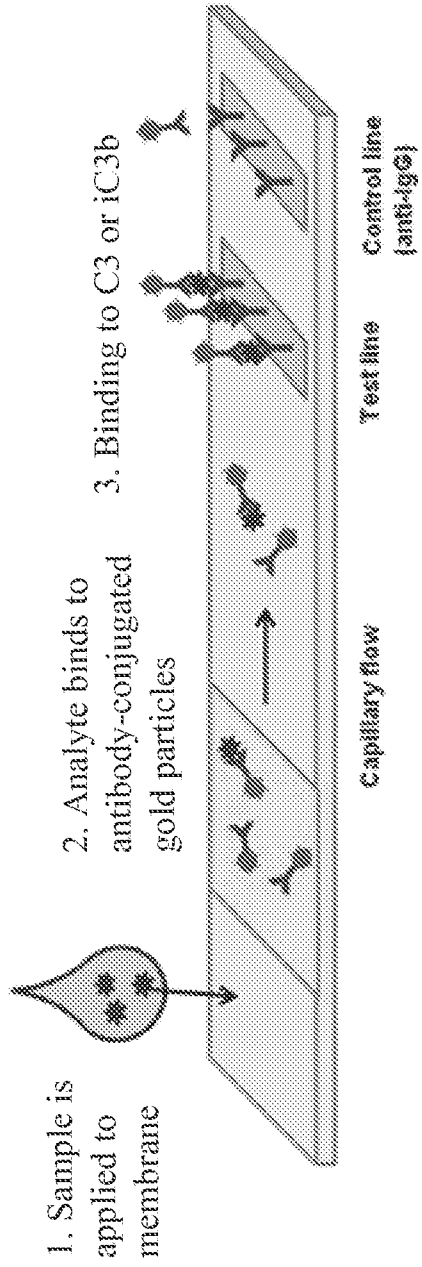 1. Sample is
applied to
membrane
2. Analyte binds to
antibody-conjugated
gold particles
3. Binding to C3 or iC3b
Capillary flow
Test line
Control line
(anti-IgG)